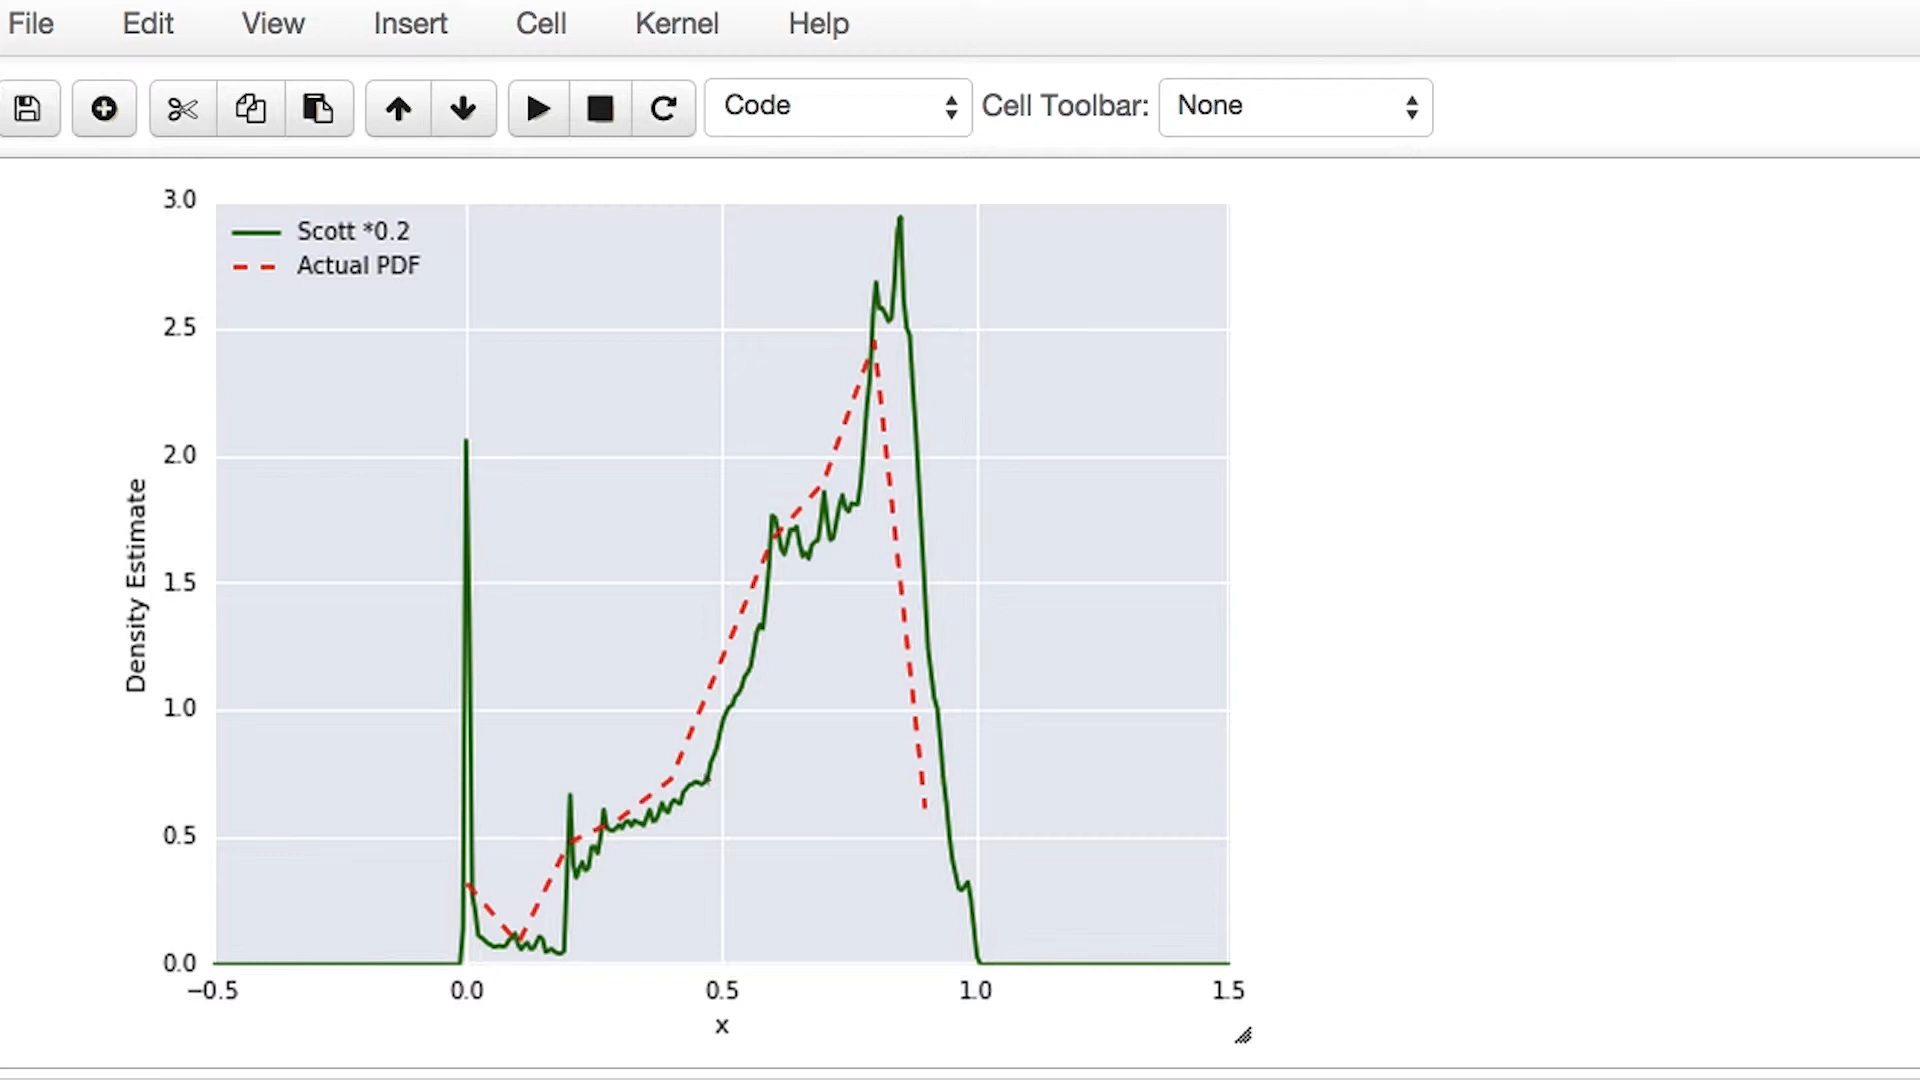 File Edit View Insert Cell Kernel Help
Code Cell Toolbar: None
3.0
Scott *0.2
Actual PDF
2.5
2.0
Density Estimate
1.5
1.0
0.5
0.0
−0.5 0.0 0.5 1.0 1.5
x